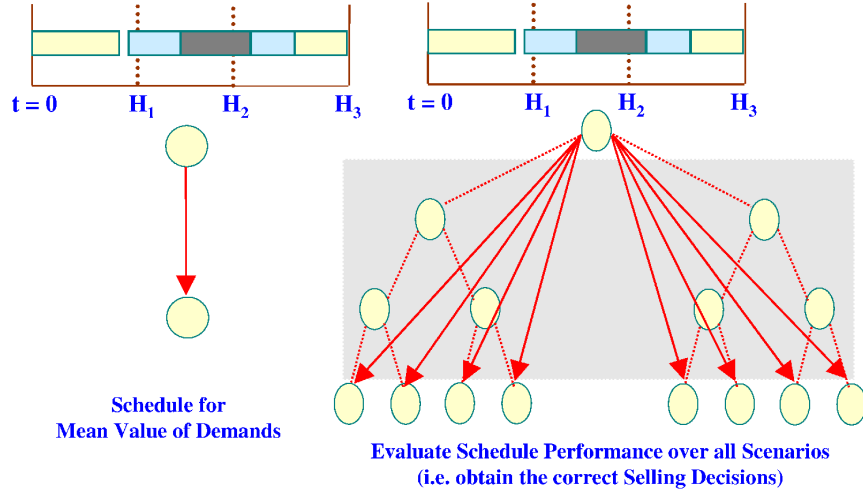 t = 0 H1 H2 H3
t = 0 H1 H2 H3
Schedule for
Mean Value of Demands
Evaluate Schedule Performance over all Scenarios
(i.e. obtain the correct Selling Decisions)